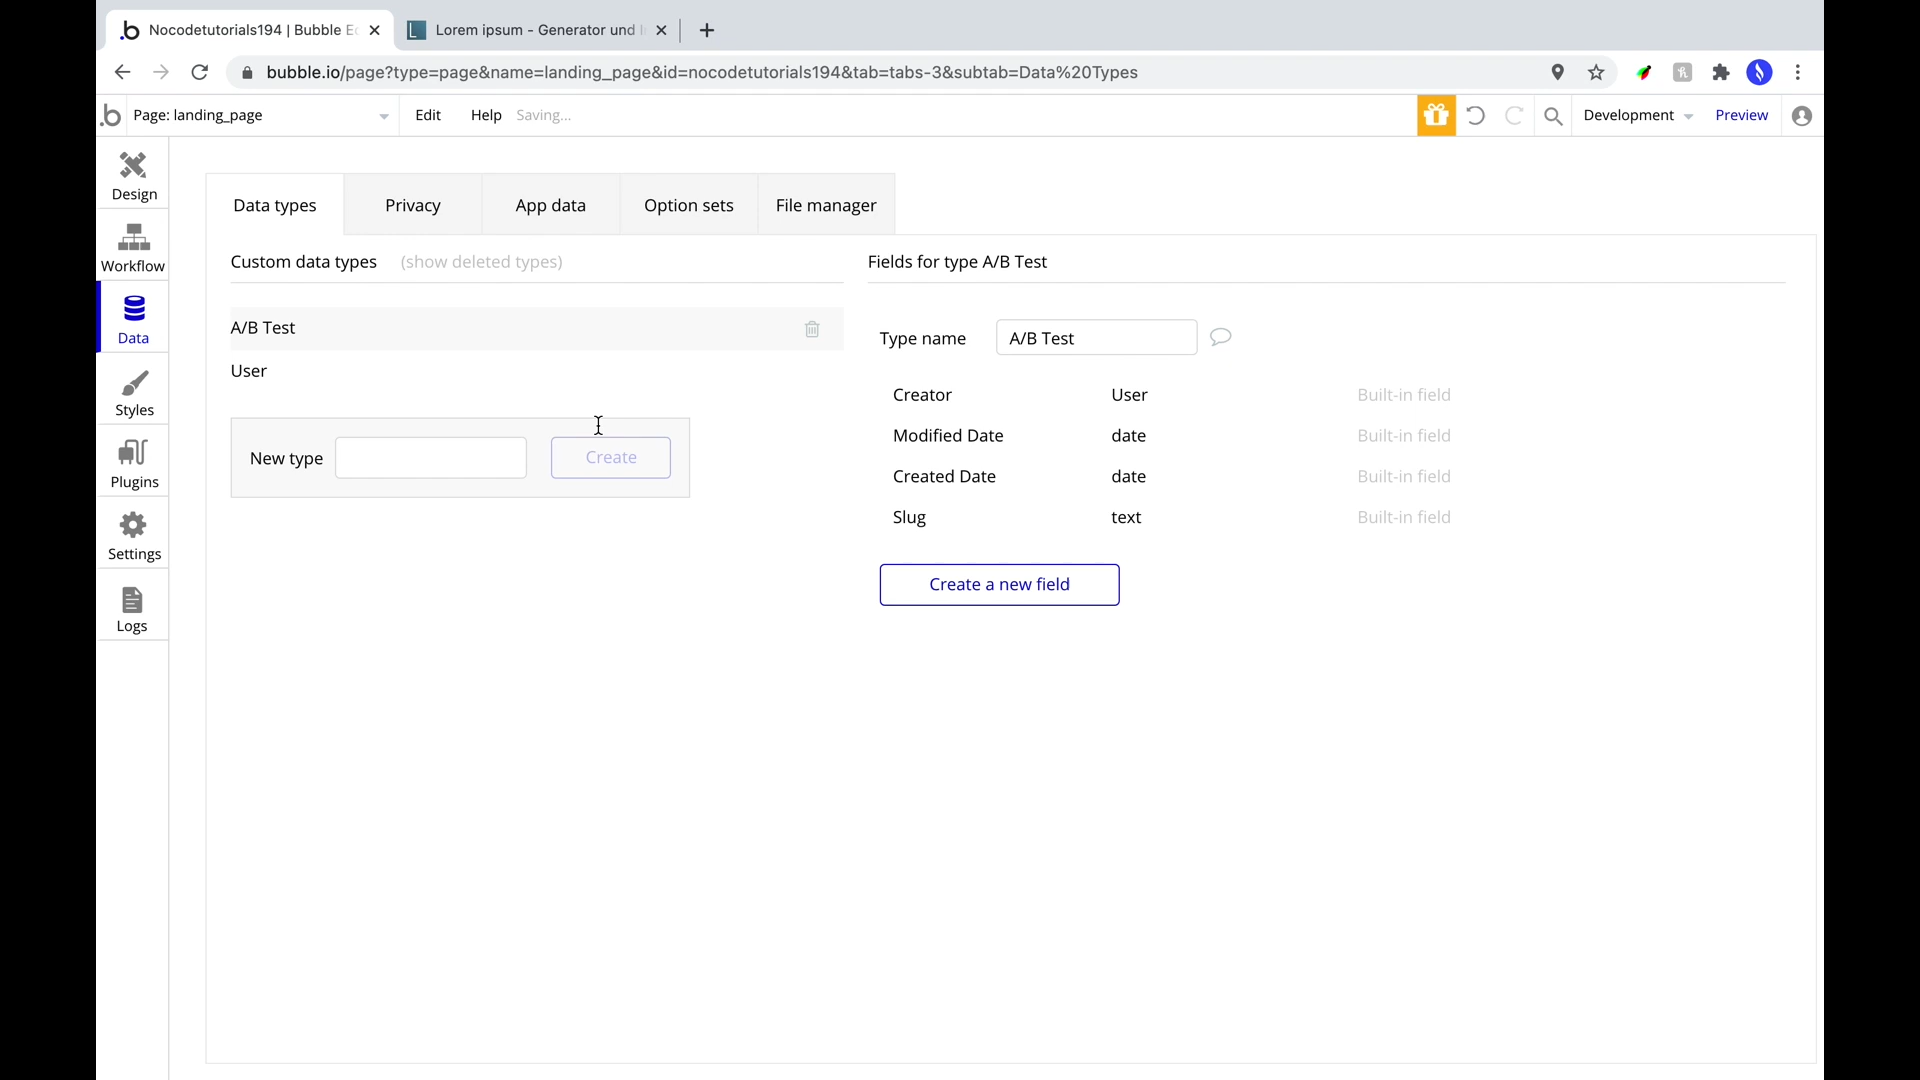 Nocodetutorials194 | Bubble E
Lorem ipsum - Generator und
bubble.io/page?type=page&name=landing_page&id=nocodetutorials194&tab=tabs-3&subtab=Data%20Types
Page: landing_page
Edit
Help
Saving...
Development
Preview
Design
Workflow
Data
Styles
Plugins
Settings
Logs
Data types
Privacy
App data
Option sets
File manager
Custom data types
(show deleted types)
A/B Test
User
New type
Create
Fields for type A/B Test
Type name
A/B Test
Creator User Built-in field
Modified Date date Built-in field
Created Date date Built-in field
Slug text Built-in field
Create a new field